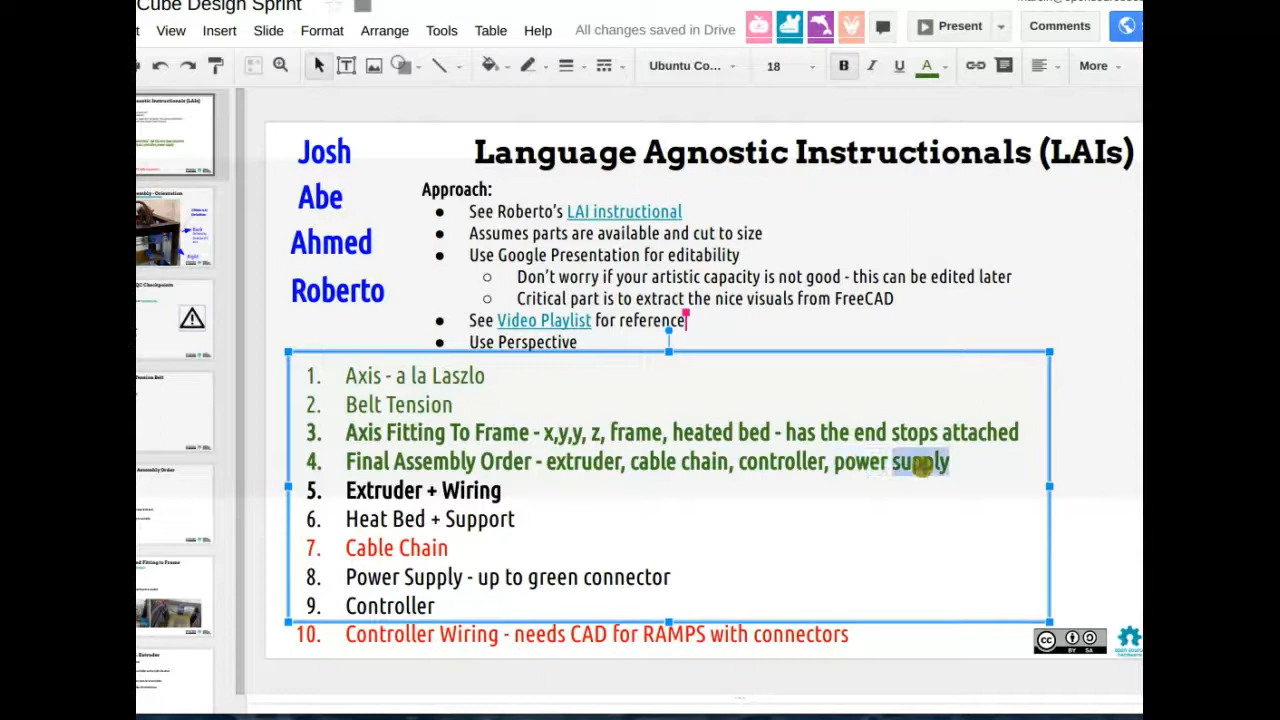 Cube Design Sprint
View Insert Slide Format Arrange Tools Table Help All changes saved in Drive Present Comments
Ubuntu Co... 18 B I U A More
Josh
Abe
Ahmed
Roberto
Language Agnostic Instructionals (LAIs)
Approach:
● See Roberto's LAI instructional
● Assumes parts are available and cut to size
● Use Google Presentation for editability
○ Don't worry if your artistic capacity is not good - this can be edited later
○ Critical part is to extract the nice visuals from FreeCAD
● See Video Playlist for reference
● Use Perspective
1. Axis - a la Laszlo
2. Belt Tension
3. Axis Fitting To Frame - x,y,y, z, frame, heated bed - has the end stops attached
4. Final Assembly Order - extruder, cable chain, controller, power supply
5. Extruder + Wiring
6. Heat Bed + Support
7. Cable Chain
8. Power Supply - up to green connector
9. Controller
10. Controller Wiring - needs CAD for RAMPS with connectors
CC BY SA